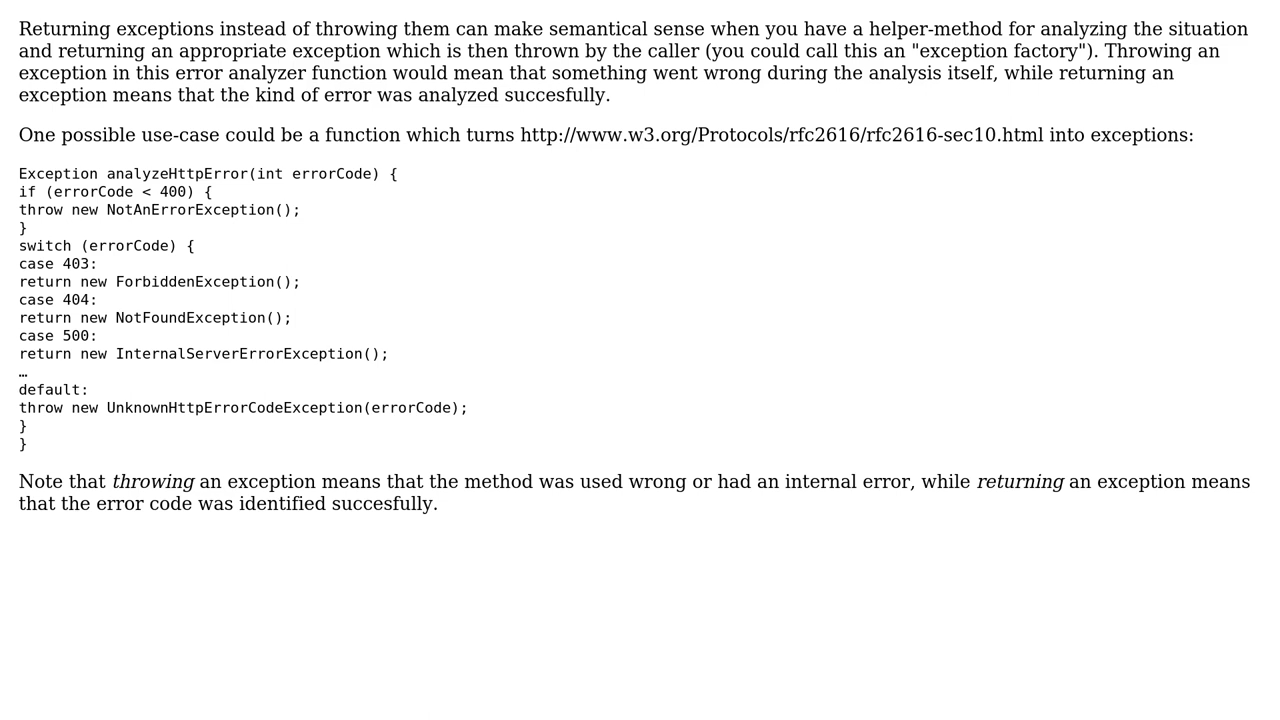 Returning exceptions instead of throwing them can make semantical sense when you have a helper-method for analyzing the situation
and returning an appropriate exception which is then thrown by the caller (you could call this an "exception factory"). Throwing an
exception in this error analyzer function would mean that something went wrong during the analysis itself, while returning an
exception means that the kind of error was analyzed succesfully.
One possible use-case could be a function which turns http://www.w3.org/Protocols/rfc2616/rfc2616-sec10.html into exceptions:
Exception analyzeHttpError(int errorCode) {
if (errorCode < 400) {
throw new NotAnErrorException();
}
switch (errorCode) {
case 403:
return new ForbiddenException();
case 404:
return new NotFoundException();
case 500:
return new InternalServerErrorException();
…
default:
throw new UnknownHttpErrorCodeException(errorCode);
}
}
Note that throwing an exception means that the method was used wrong or had an internal error, while returning an exception means
that the error code was identified succesfully.